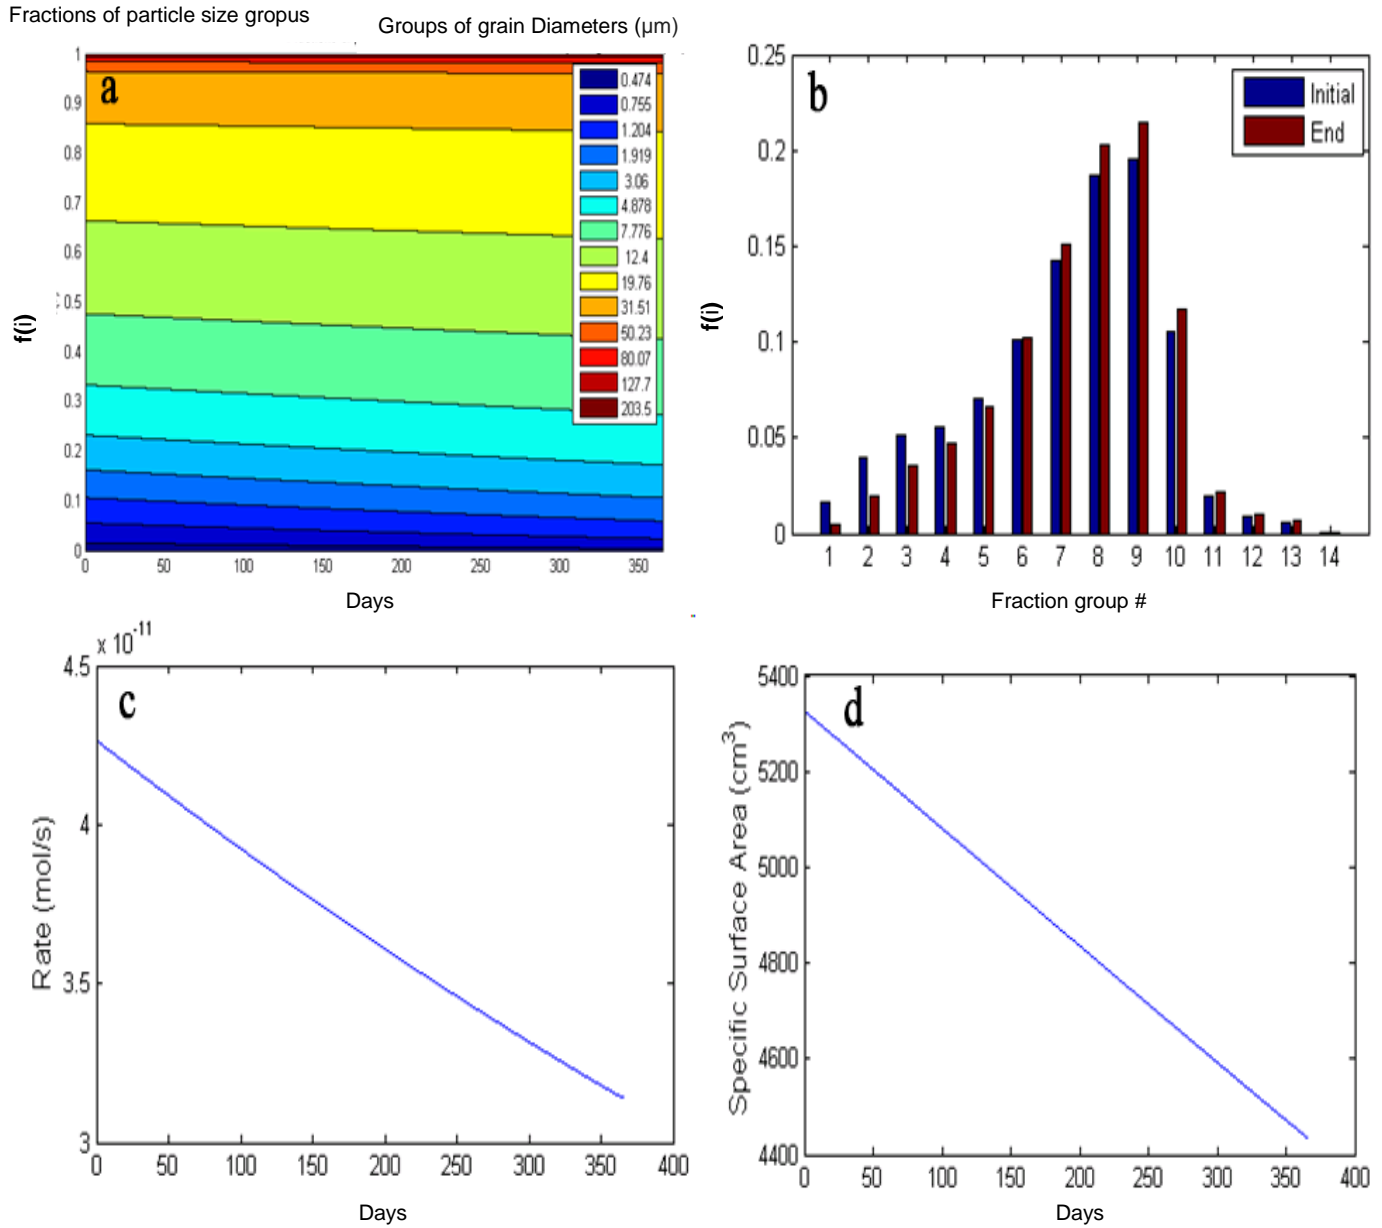 Fractions of particle size gropus
Groups of grain Diameters (µm)
a
1
0.9
0.8
0.7
0.6
0.5
0.4
0.3
0.2
0.1
0
f(i)
0 50 100 150 200 250 300 350
Days
0.474
0.755
1.204
1.919
3.06
4.878
7.776
12.4
19.76
31.51
50.23
80.07
127.7
203.5
b
0.25
0.2
0.15
0.1
0.05
0
f(i)
Initial
End
1 2 3 4 5 6 7 8 9 10 11 12 13 14
Fraction group #
x 10-11
c
4.5
4
3.5
3
Rate (mol/s)
0 50 100 150 200 250 300 350 400
Days
d
5400
5200
5000
4800
4600
4400
Specific Surface Area (cm3)
0 50 100 150 200 250 300 350 400
Days